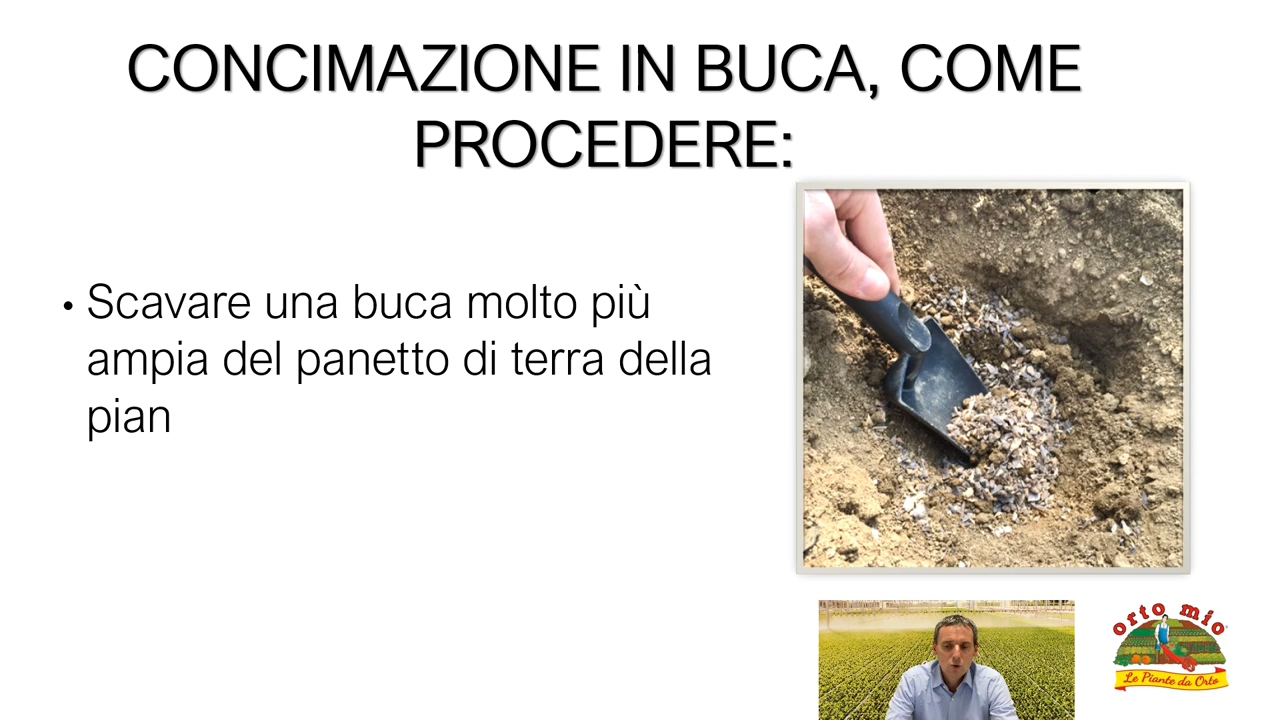 CONCIMAZIONE IN BUCA, COME
PROCEDERE:
• Scavare una buca molto più
ampia del panetto di terra della
pian
orto mio
Le Piante da Orto